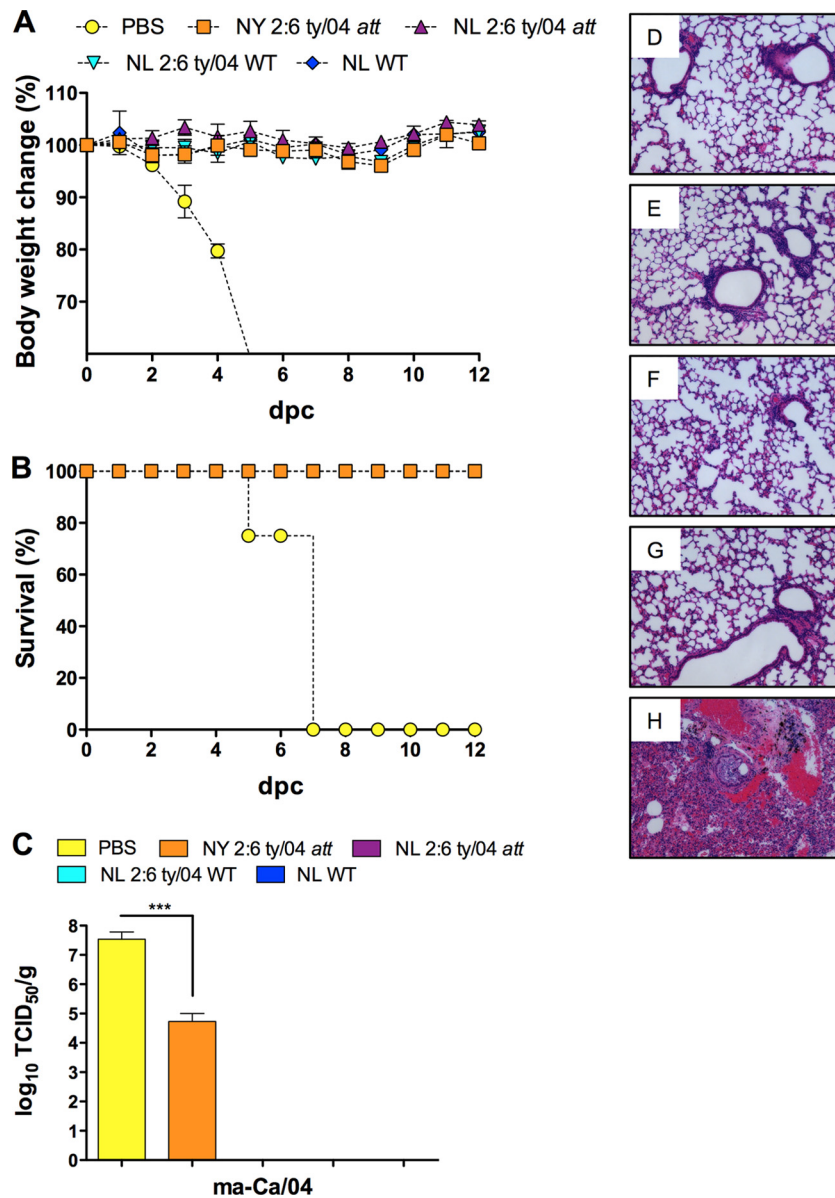 A
PBS NY 2:6 ty/04 att NL 2:6 ty/04 att
NL 2:6 ty/04 WT NL WT
Body weight change (%)
110
100
90
80
70
0 2 4 6 8 10 12
dpc
B
Survival (%)
100
80
60
40
20
0
0 2 4 6 8 10 12
dpc
C
PBS NY 2:6 ty/04 att NL 2:6 ty/04 att
NL 2:6 ty/04 WT NL WT
log₁₀ TCID₅₀/g
8
7
6
5
4
3
2
1
0
***
ma-Ca/04
D
E
F
G
H